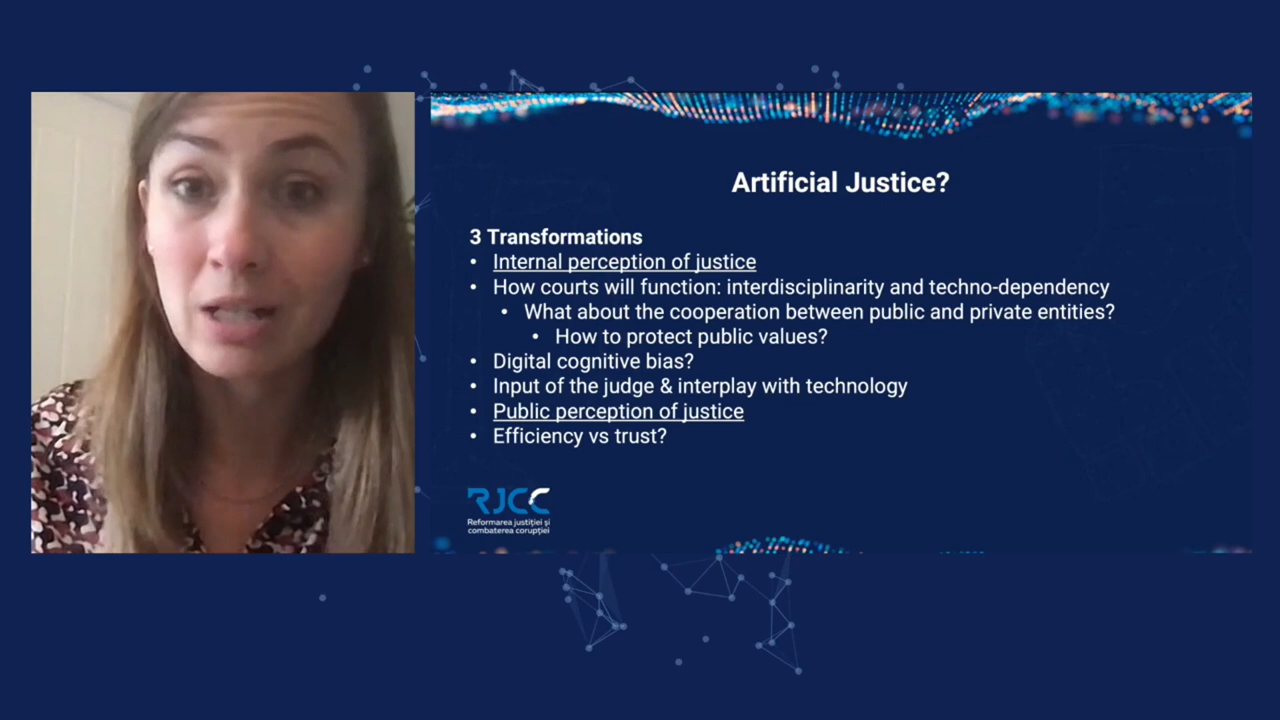 Artificial Justice?
3 Transformations
• Internal perception of justice
• How courts will function: interdisciplinarity and techno-dependency
• What about the cooperation between public and private entities?
• How to protect public values?
• Digital cognitive bias?
• Input of the judge & interplay with technology
• Public perception of justice
• Efficiency vs trust?
RJCC
Reformarea justiției și
combaterea corupției